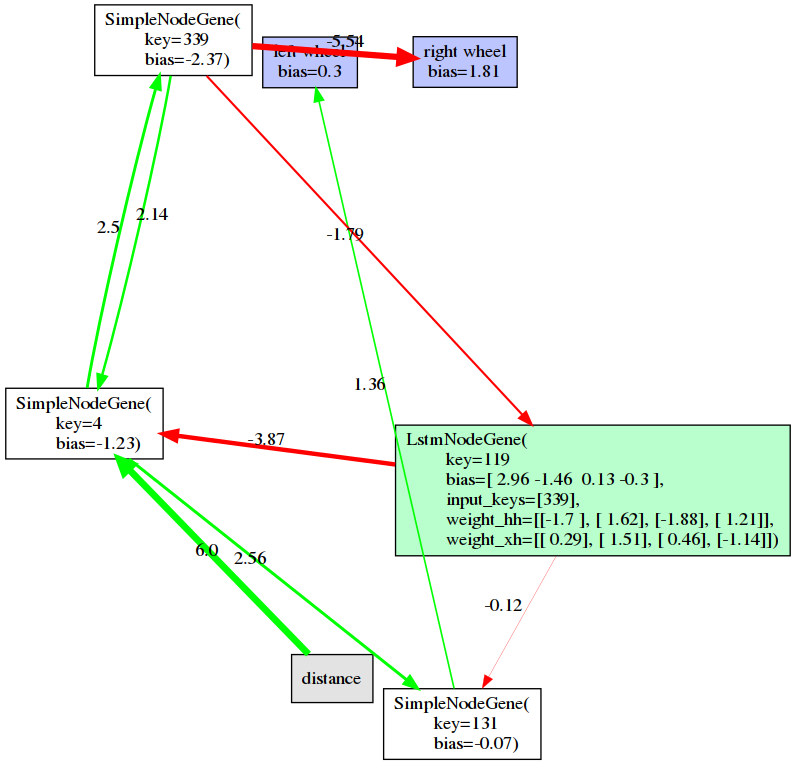 SimpleNodeGene(
key=339
bias=-2.37)
-5.54
left wheel
bias=0.3
right wheel
bias=1.81
2.5
2.14
-1.79
1.36
SimpleNodeGene(
key=4
bias=-1.23)
-3.87
LstmNodeGene(
key=119
bias=[ 2.96 -1.46  0.13 -0.3 ],
input_keys=[339],
weight_hh=[[-1.7 ], [ 1.62], [-1.88], [ 1.21]],
weight_xh=[[ 0.29], [ 1.51], [ 0.46], [-1.14]])
6.0
2.56
-0.12
distance
SimpleNodeGene(
key=131
bias=-0.07)